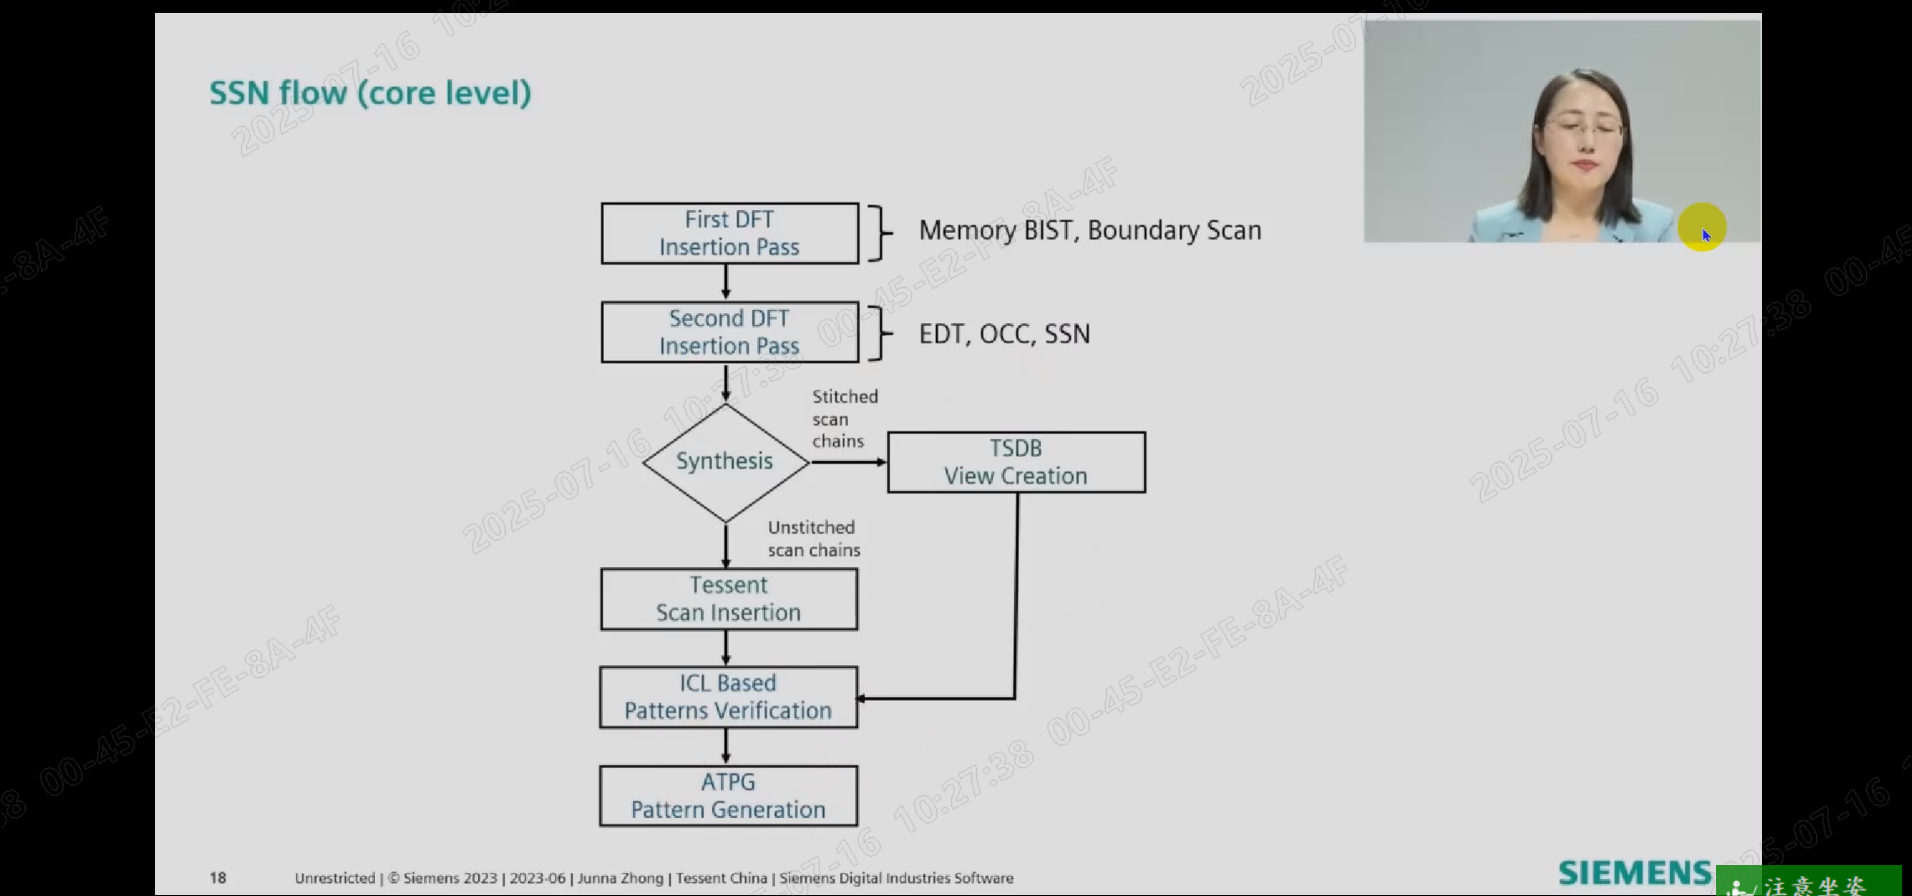 SSN flow (core level)
First DFT
Insertion Pass
Memory BIST, Boundary Scan
Second DFT
Insertion Pass
EDT, OCC, SSN
Stitched
scan
chains
Synthesis
TSDB
View Creation
Unstitched
scan chains
Tessent
Scan Insertion
ICL Based
Patterns Verification
ATPG
Pattern Generation
18
Unrestricted | © Siemens 2023 | 2023-06 | Junna Zhong | Tessent China | Siemens Digital Industries Software
SIEMENS
注意坐姿
2025-07-16 10:27:38 00-45-E2-FE-8A-4F